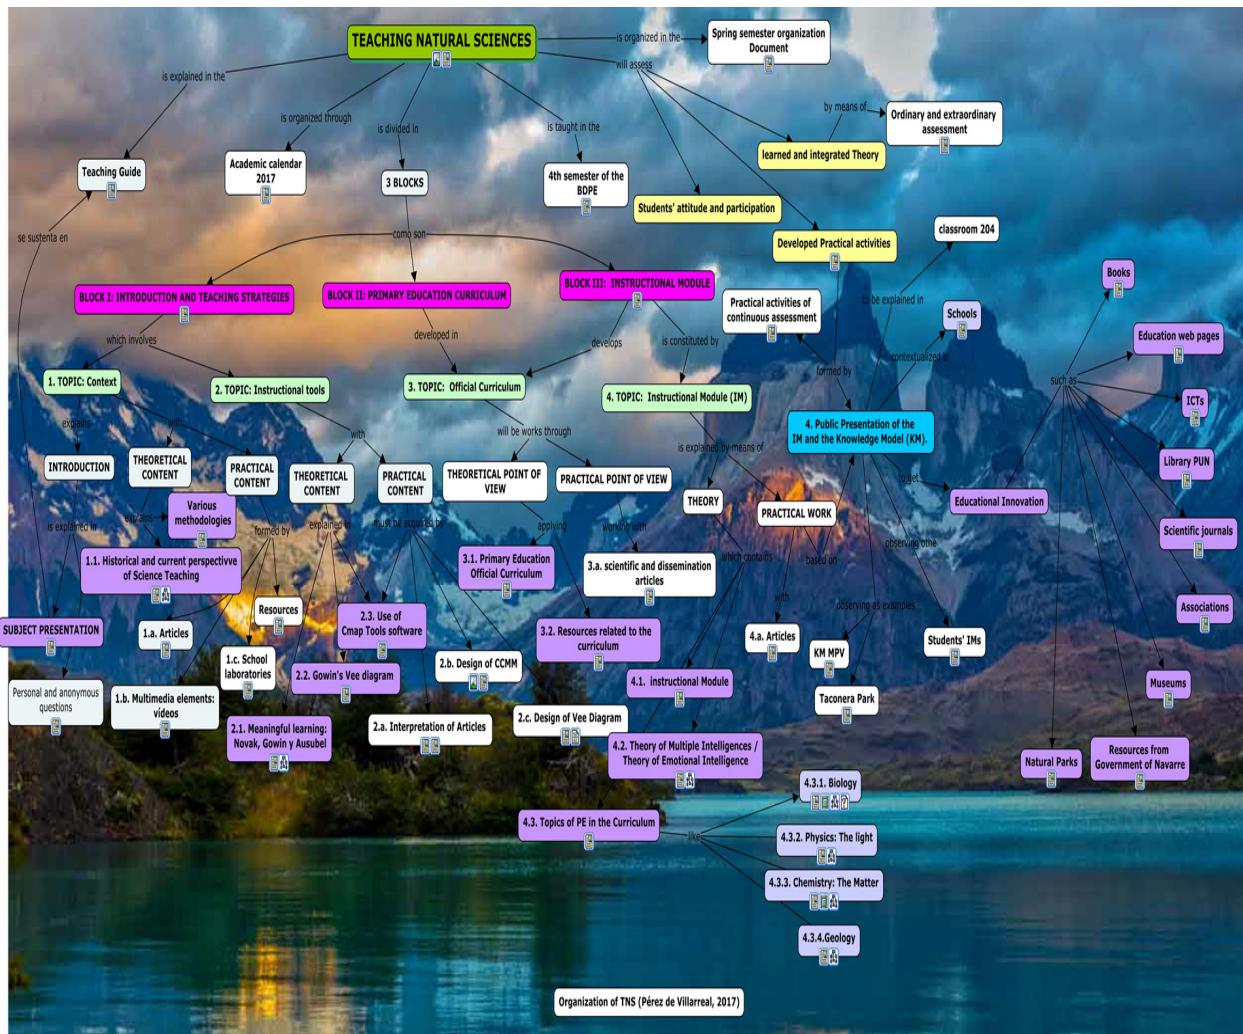 TEACHING NATURAL SCIENCES
is organized in the
Spring semester organization
Document
will assess
is explained in the
by means of
Ordinary and extraordinary
assessment
is organized through
is divided in
is taught in the
learned and integrated Theory
Teaching Guide
Academic calendar
2017
3 BLOCKS
4th semester of the
BDPE
Students' attitude and participation
se sustenta en
como son
Developed Practical activities
classroom 204
BLOCK I: INTRODUCTION AND TEACHING STRATEGIES
BLOCK II: PRIMARY EDUCATION CURRICULUM
BLOCK III: INSTRUCTIONAL MODULE
Books
Practical activities of
continuous assessment
to be explained in
Schools
which involves
developed in
develops
is constituted by
contextualized in
Education web pages
1. TOPIC: Context
2. TOPIC: Instructional tools
3. TOPIC: Official Curriculum
4. TOPIC: Instructional Module (IM)
formed by
such as
ICTs
explains
with
with
will be works through
is explained by means of
4. Public Presentation of the
IM and the Knowledge Model (KM).
INTRODUCTION
THEORETICAL
CONTENT
PRACTICAL
CONTENT
THEORETICAL
CONTENT
PRACTICAL
CONTENT
THEORETICAL POINT OF
VIEW
PRACTICAL POINT OF VIEW
Library PUN
to get
THEORY
PRACTICAL WORK
Educational Innovation
Various
methodologies
is explained in
explains
formed by
explained in
must be acquired by
applying
working with
Scientific journals
observing othe
1.1. Historical and current perspectivve
of Science Teaching
3.1. Primary Education
Official Curriculum
3.a. scientific and dissemination
articles
which contains
based on
with
observing as examples
Associations
SUBJECT PRESENTATION
1.a. Articles
Resources
2.3. Use of
Cmap Tools software
3.2. Resources related to the
curriculum
4.a. Articles
KM MPV
Students' IMs
1.c. School
laboratories
2.2. Gowin's Vee diagram
2.b. Design of CCMM
4.1. instructional Module
Taconera Park
Museums
Personal and anonymous
questions
1.b. Multimedia elements:
vídeos
2.1. Meaningful learning:
Novak, Gowin y Ausubel
2.a. Interpretation of Articles
2.c. Design of Vee Diagram
4.2. Theory of Multiple Intelligences /
Theory of Emotional Intelligence
Natural Parks
Resources from
Government of Navarre
4.3. Topics of PE in the Curriculum
like
4.3.1. Biology
4.3.2. Physics: The light
4.3.3. Chemistry: The Matter
4.3.4.Geology
Organization of TNS (Pérez de Villarreal, 2017)